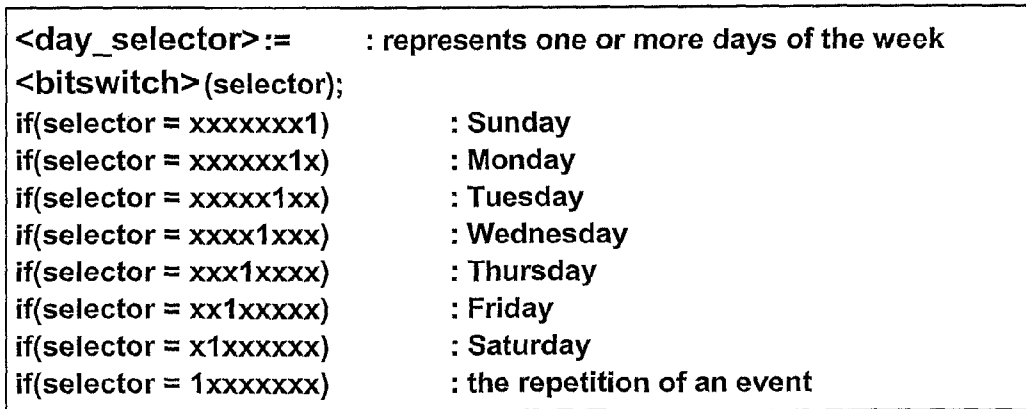 <day_selector>:= : represents one or more days of the week
<bitswitch>(selector);
if(selector = xxxxxxx1) : Sunday
if(selector = xxxxxx1x) : Monday
if(selector = xxxxx1xx) : Tuesday
if(selector = xxxx1xxx) : Wednesday
if(selector = xxx1xxxx) : Thursday
if(selector = xx1xxxxx) : Friday
if(selector = x1xxxxxx) : Saturday
if(selector = 1xxxxxxx) : the repetition of an event